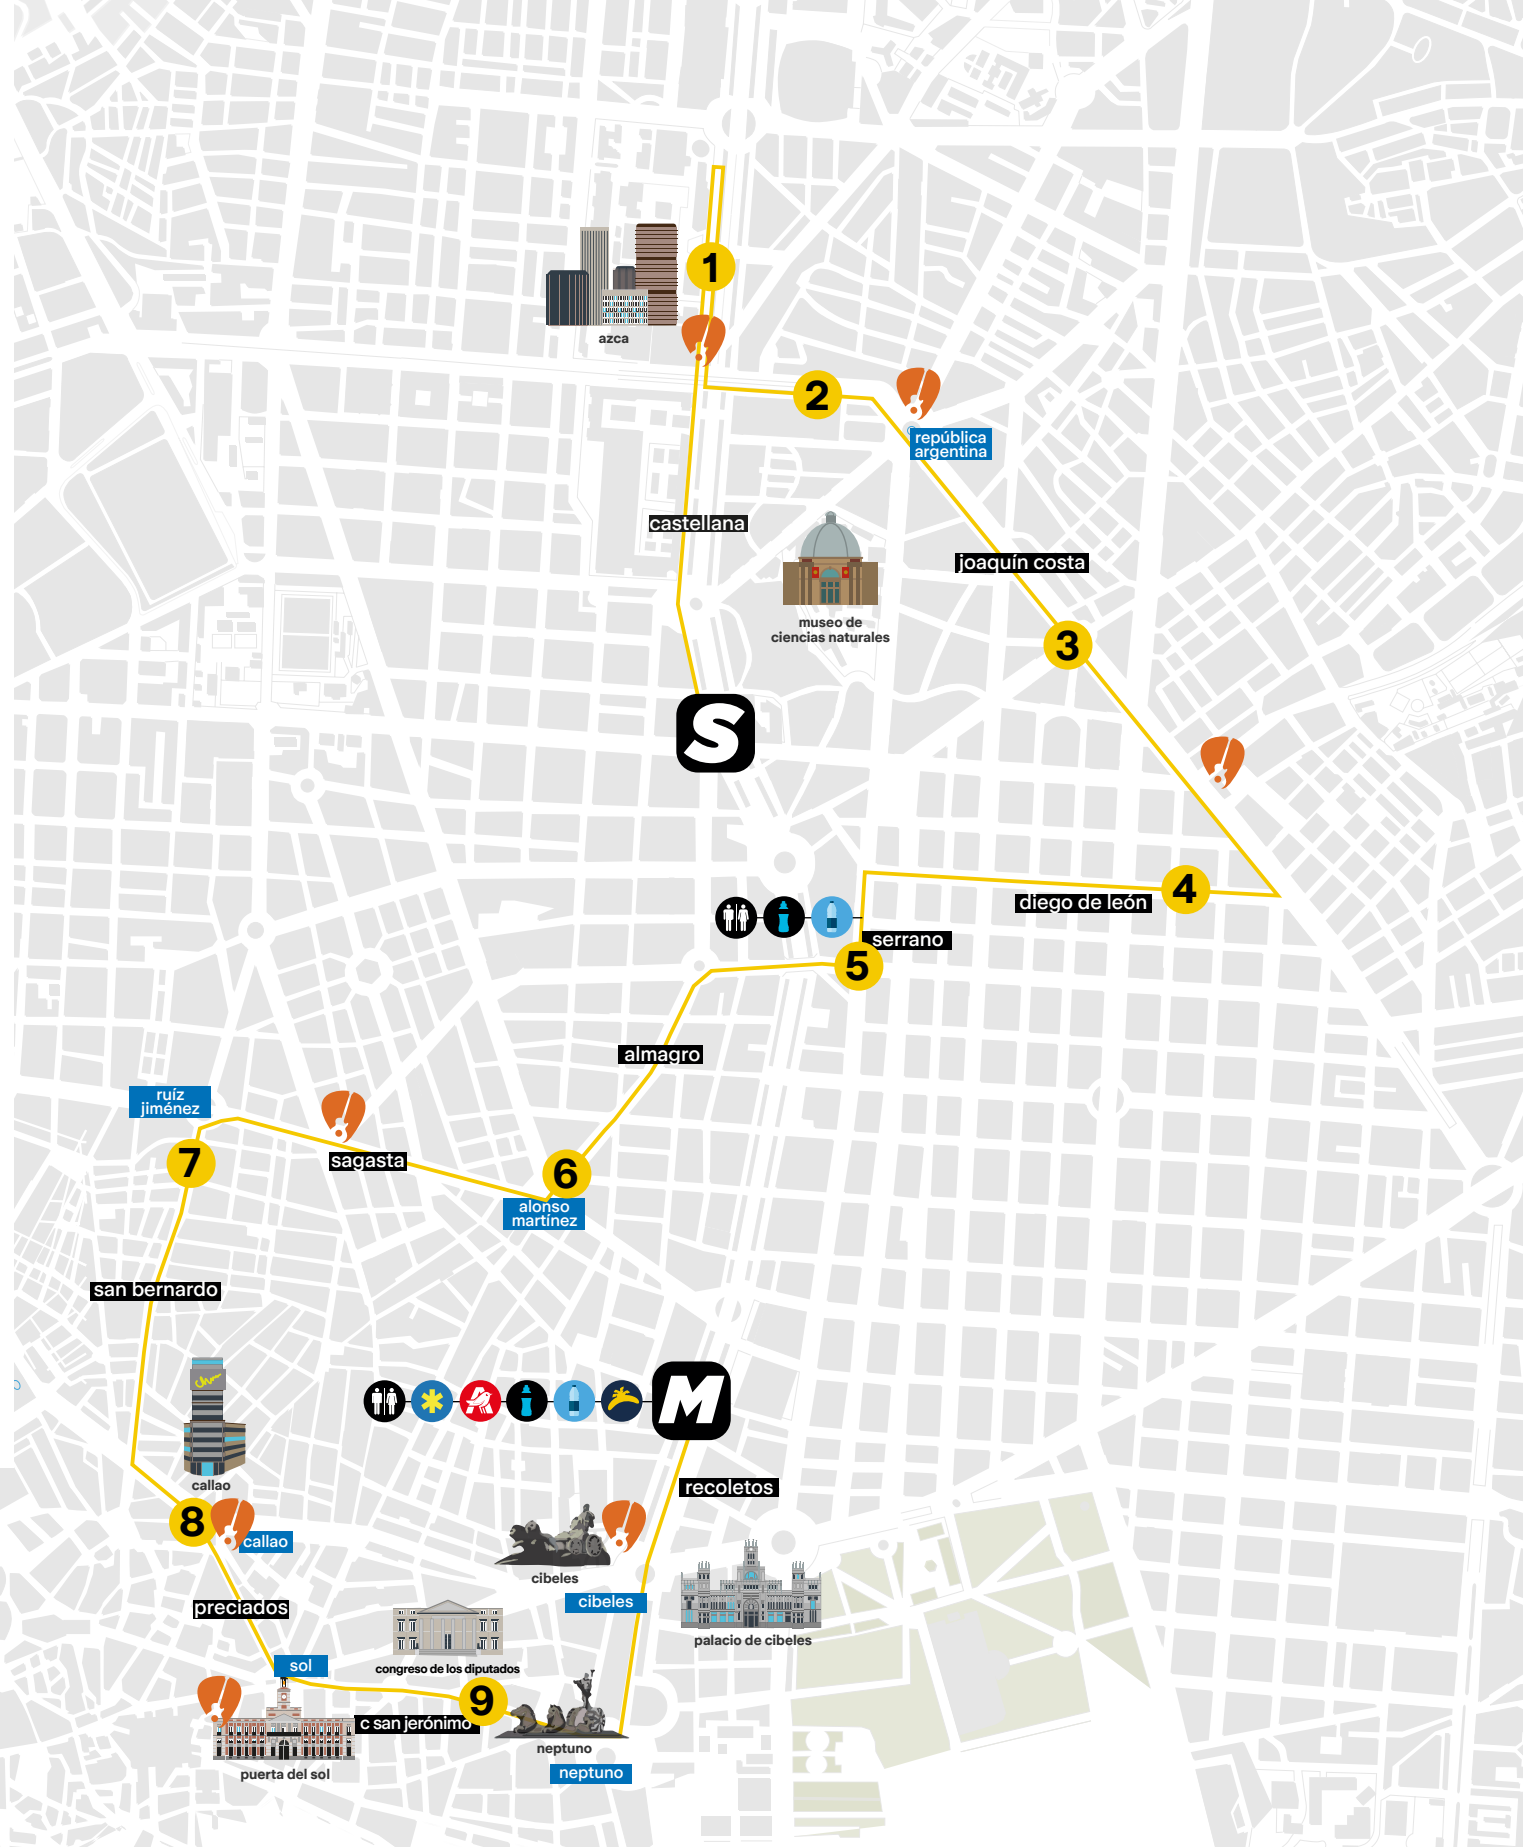 1
azca
2
república
argentina
castellana
joaquín costa
museo de
ciencias naturales
3
S
4
diego de león
serrano
5
almagro
ruíz
jiménez
7
sagasta
6
alonso
martínez
san bernardo
M
callao
recoletos
8
callao
cibeles
cibeles
preciados
palacio de cibeles
congreso de los diputados
sol
9
c san jerónimo
neptuno
neptuno
puerta del sol